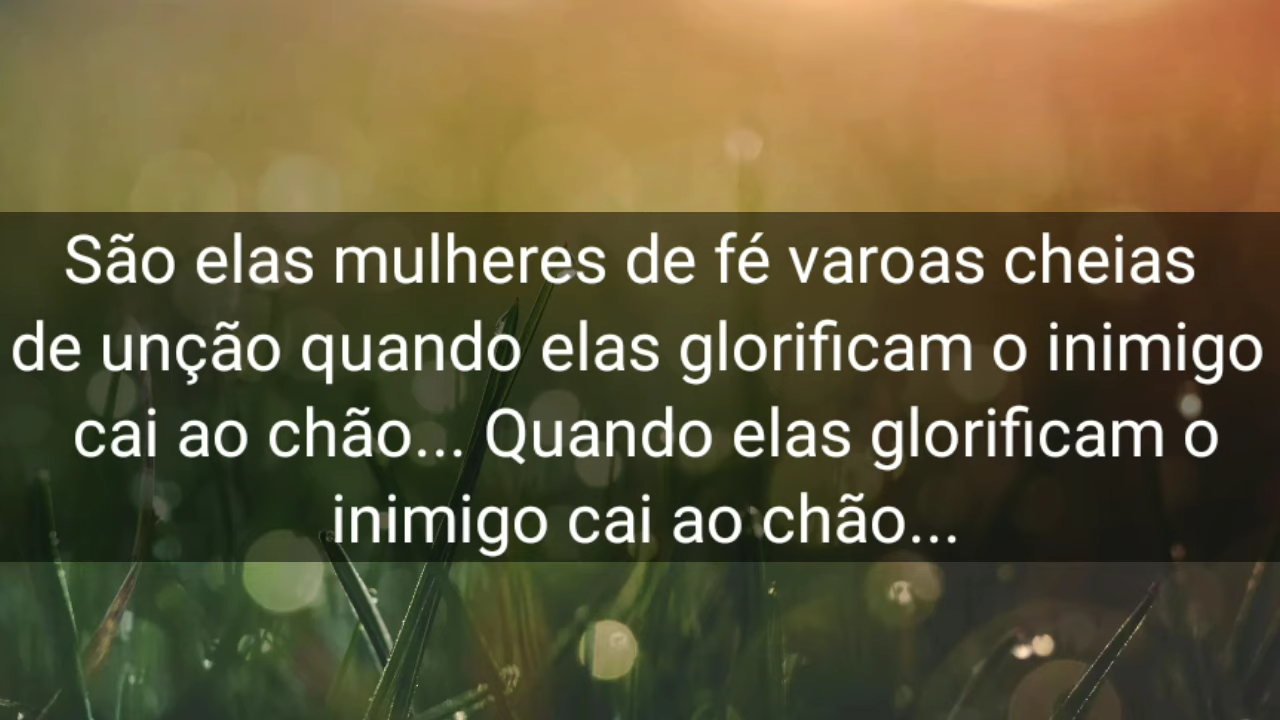 São elas mulheres de fé varoas cheias
de unção quando elas glorificam o inimigo
cai ao chão... Quando elas glorificam o
inimigo cai ao chão...